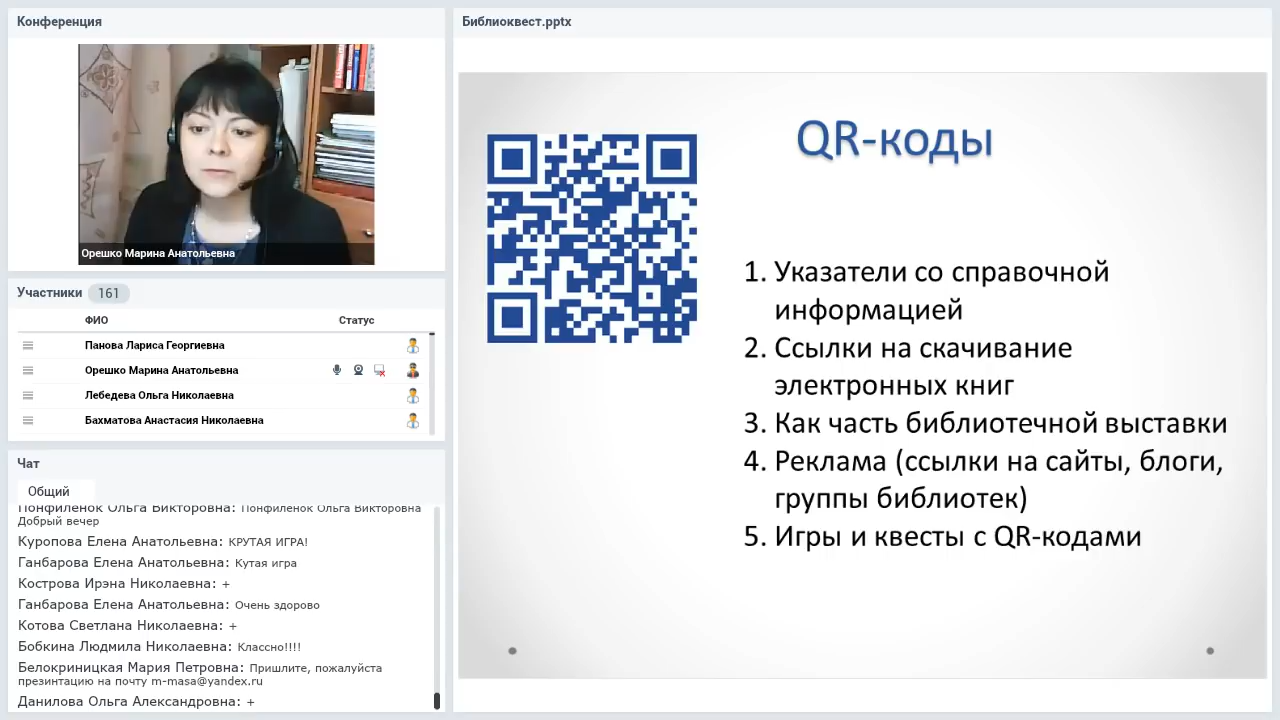 Конференция
Орешко Марина Анатольевна
Участники 161
ФИО Статус
Панова Лариса Георгиевна
Орешко Марина Анатольевна
Лебедева Ольга Николаевна
Бахматова Анастасия Николаевна
Чат
Общий
Понфиленок Ольга Викторовна: Понфиленок Ольга Викторовна
Добрый вечер
Куропова Елена Анатольевна: КРУТАЯ ИГРА!
Ганбарова Елена Анатольевна: Кутая игра
Кострова Ирэна Николаевна: +
Ганбарова Елена Анатольевна: Очень здорово
Котова Светлана Николаевна: +
Бобкина Людмила Николаевна: Классно!!!!
Белокриницкая Мария Петровна: Пришлите, пожалуйста
презентацию на почту m-masa@yandex.ru
Данилова Ольга Александровна: +
Библиоквест.pptx
QR-коды
1. Указатели со справочной
информацией
2. Ссылки на скачивание
электронных книг
3. Как часть библиотечной выставки
4. Реклама (ссылки на сайты, блоги,
группы библиотек)
5. Игры и квесты с QR-кодами